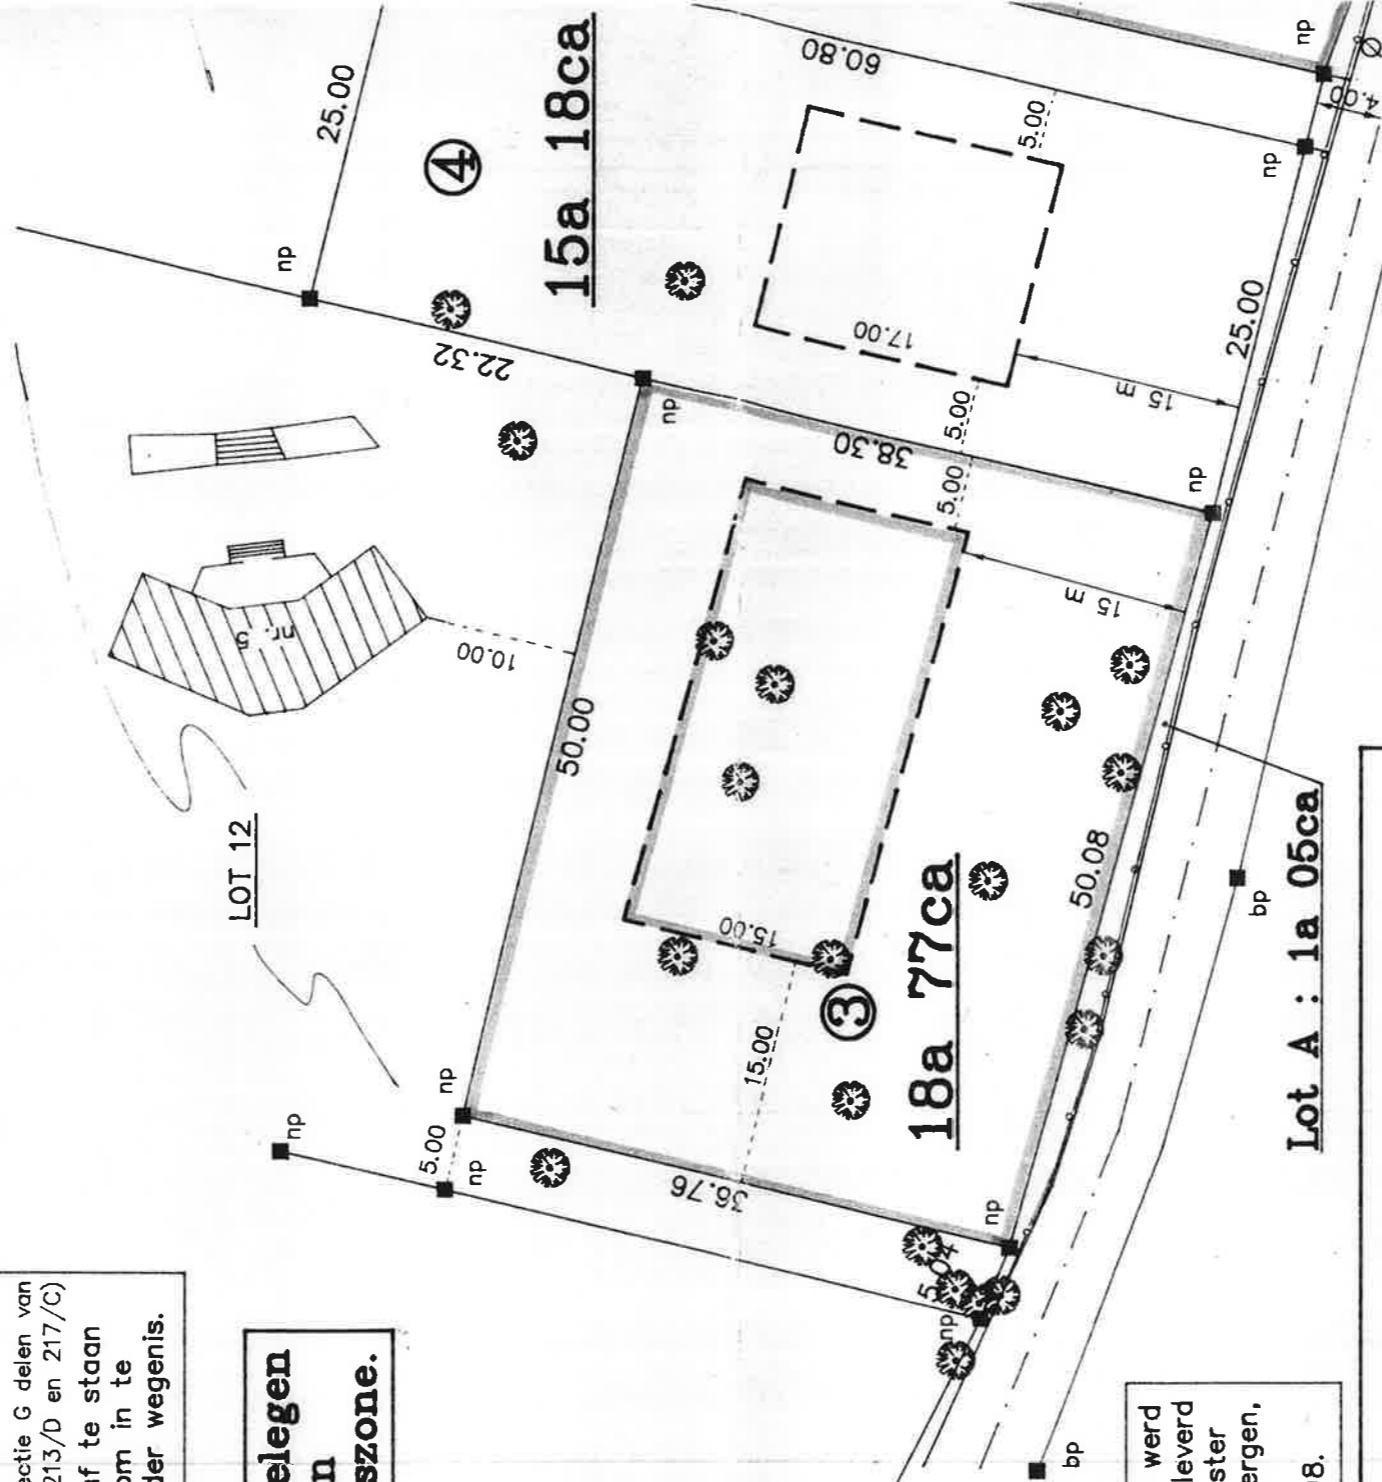 ectie G delen van
213/D en 217/C)
af te staan
om in te
der wegenis.
elegen
n
szone.
werd
leverd
ster
ergen,
08.
LOT 12
nr. 5
10.00
25.00
np
22.32
④
15a 18ca
60.80
5.00
17.00
5.00
15 m
25.00
np
np
4.00
Ø
np
38.30
5.00
15 m
np
50.00
15.00
15.00
③
18a 77ca
50.08
np
np
5.00
np
36.76
np
5.04
np
bp
bp
Lot A : 1a 05ca